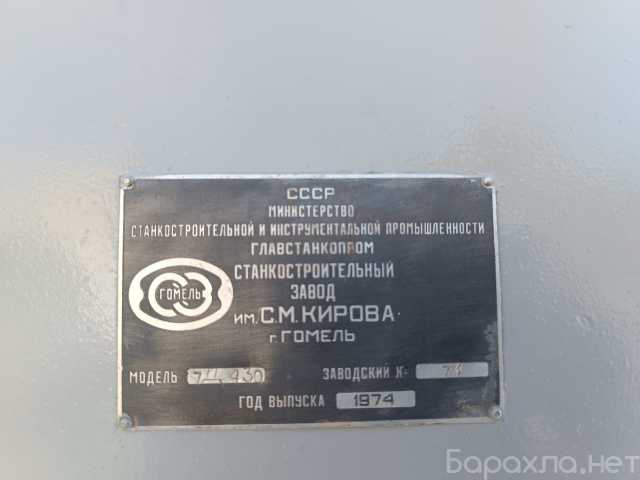 СССР
МИНИСТЕРСТВО
СТАНКОСТРОИТЕЛЬНОЙ И ИНСТРУМЕНТАЛЬНОЙ ПРОМЫШЛЕННОСТИ
ГЛАВСТАНКОПРОМ
ГОМЕЛЬ
СТАНКОСТРОИТЕЛЬНЫЙ
ЗАВОД
ИМ. С.М. КИРОВА
г. ГОМЕЛЬ
МОДЕЛЬ
ЗАВОДСКИЙ №
ГОД ВЫПУСКА 1974
Барахла.нет